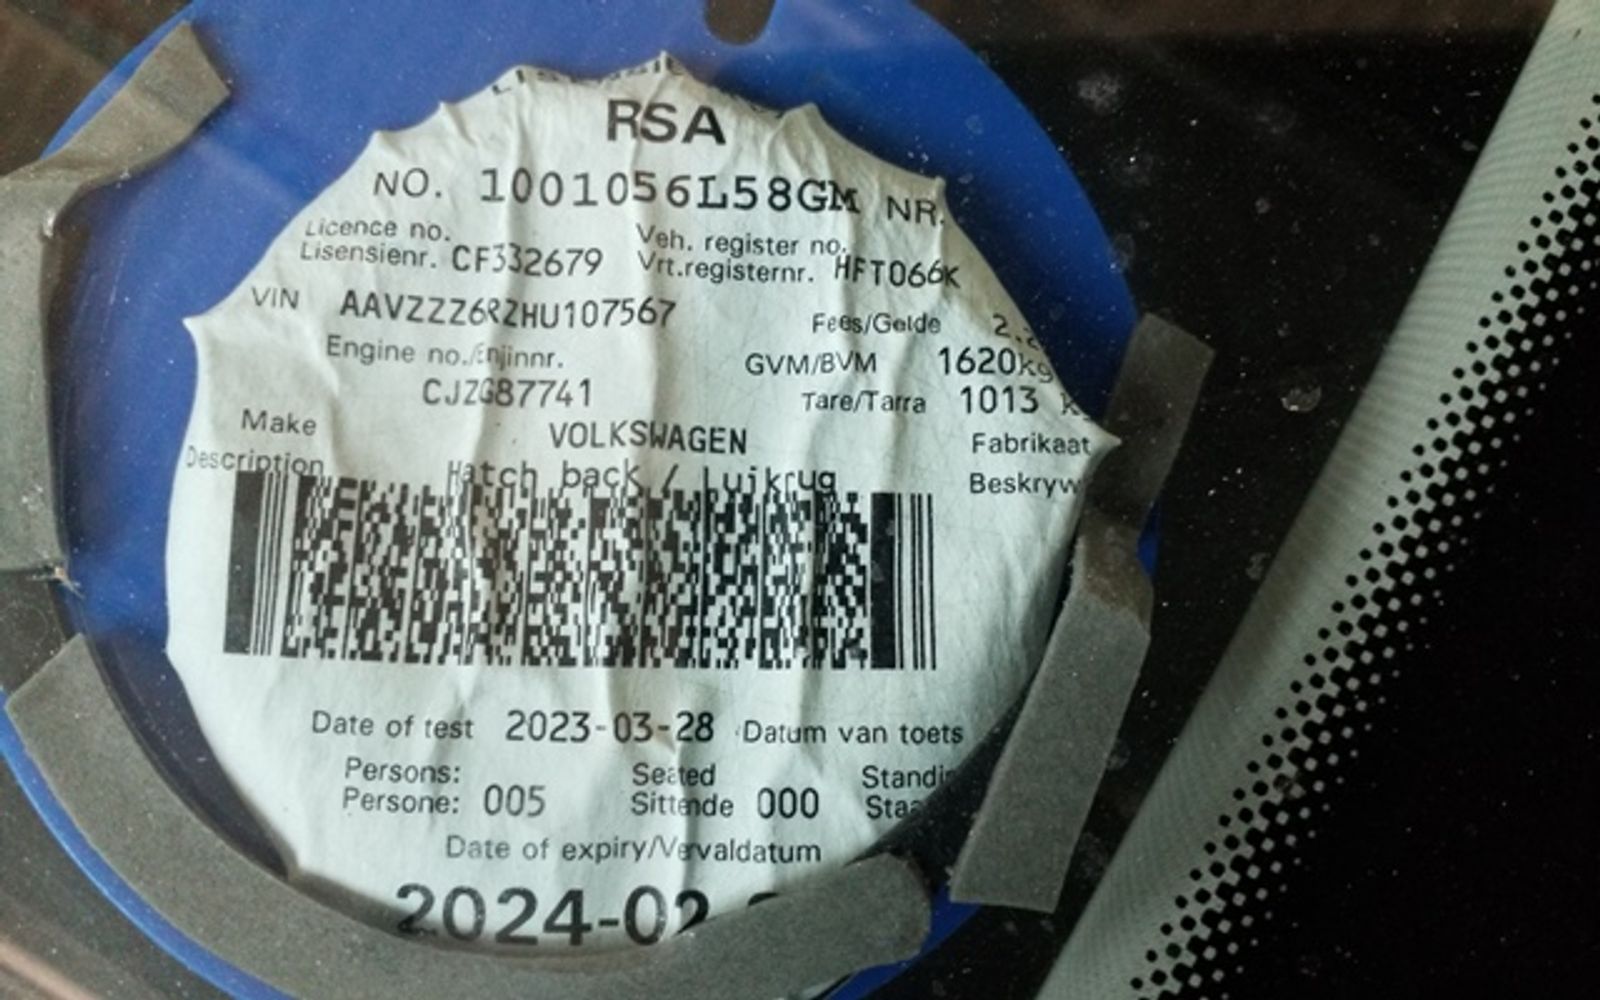 RSA
NO. 1001056L58GM NR.
Licence no. Veh. register no.
Lisensienr. CF332679 Vrt.registernr. HFT066K
VIN AAVZZZ6RZHU107567
Fees/Gelde
Engine no./Enjinnr. GVM/BVM 1620kg
CJZG87741 Tare/Tarra 1013
Make VOLKSWAGEN Fabrikaat
Description Hatch back / Luikrug Beskryw
Date of test 2023-03-28 Datum van toets
Persons: Seated
Persone: 005 Sittende 000
Date of expiry/Vervaldatum
2024-02